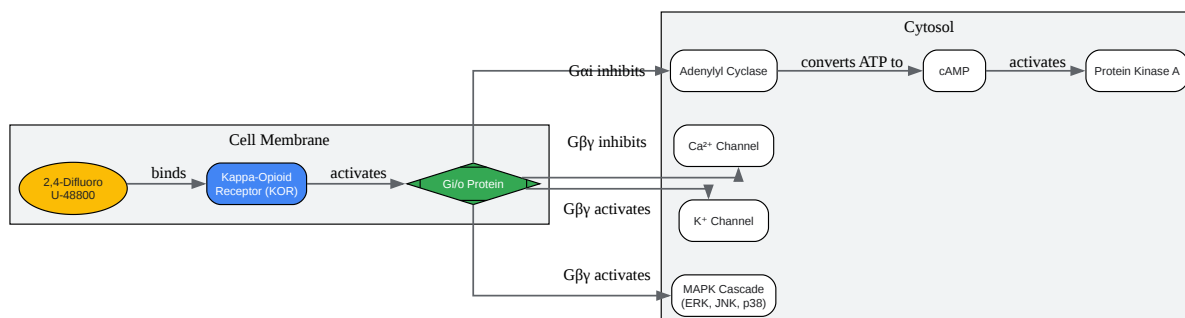 Cytosol
Gαi inhibits
Adenylyl Cyclase
converts ATP to
cAMP
activates
Protein Kinase A
Cell Membrane
Gβγ inhibits
Ca²⁺ Channel
2,4-Difluoro
U-48800
binds
Kappa-Opioid
Receptor (KOR)
activates
Gi/o Protein
Gβγ activates
K⁺ Channel
Gβγ activates
MAPK Cascade
(ERK, JNK, p38)